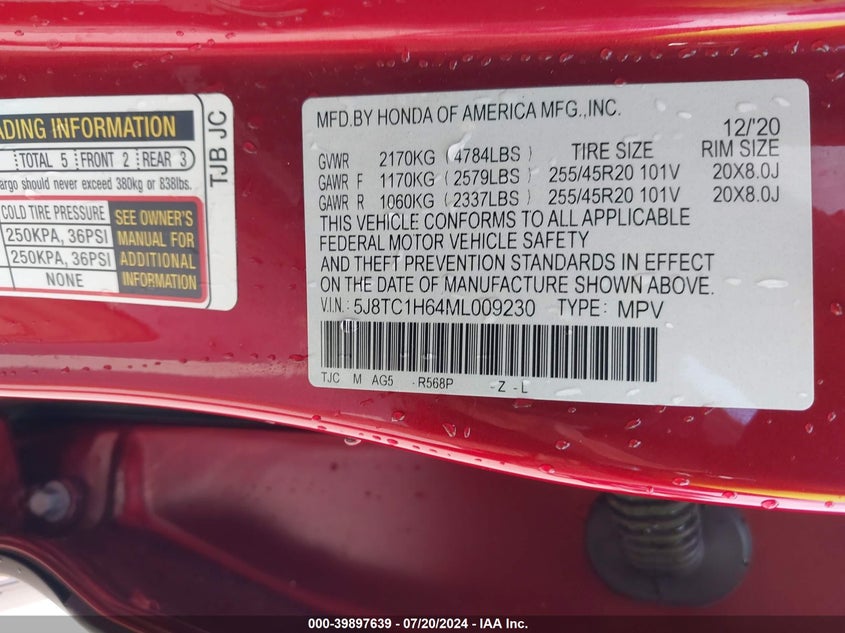 ADING INFORMATION
TOTAL 5 FRONT 2 REAR 3
argo should never exceed 380kg or 838lbs.
COLD TIRE PRESSURE
250KPA, 36PSI
250KPA, 36PSI
NONE
SEE OWNER'S
MANUAL FOR
ADDITIONAL
INFORMATION
TJB JC
MFD.BY HONDA OF AMERICA MFG.,INC.
12/'20
GVWR 2170KG (4784LBS) TIRE SIZE RIM SIZE
GAWR F 1170KG (2579LBS) 255/45R20 101V 20X8.0J
GAWR R 1060KG (2337LBS) 255/45R20 101V 20X8.0J
THIS VEHICLE CONFORMS TO ALL APPLICABLE
FEDERAL MOTOR VEHICLE SAFETY
AND THEFT PREVENTION STANDARDS IN EFFECT
ON THE DATE OF MANUFACTURE SHOWN ABOVE.
V.I.N.: 5J8TC1H64ML009230 TYPE: MPV
TJC M AG5 -R568P -Z -L
000-39897639 - 07/20/2024 - IAA Inc.